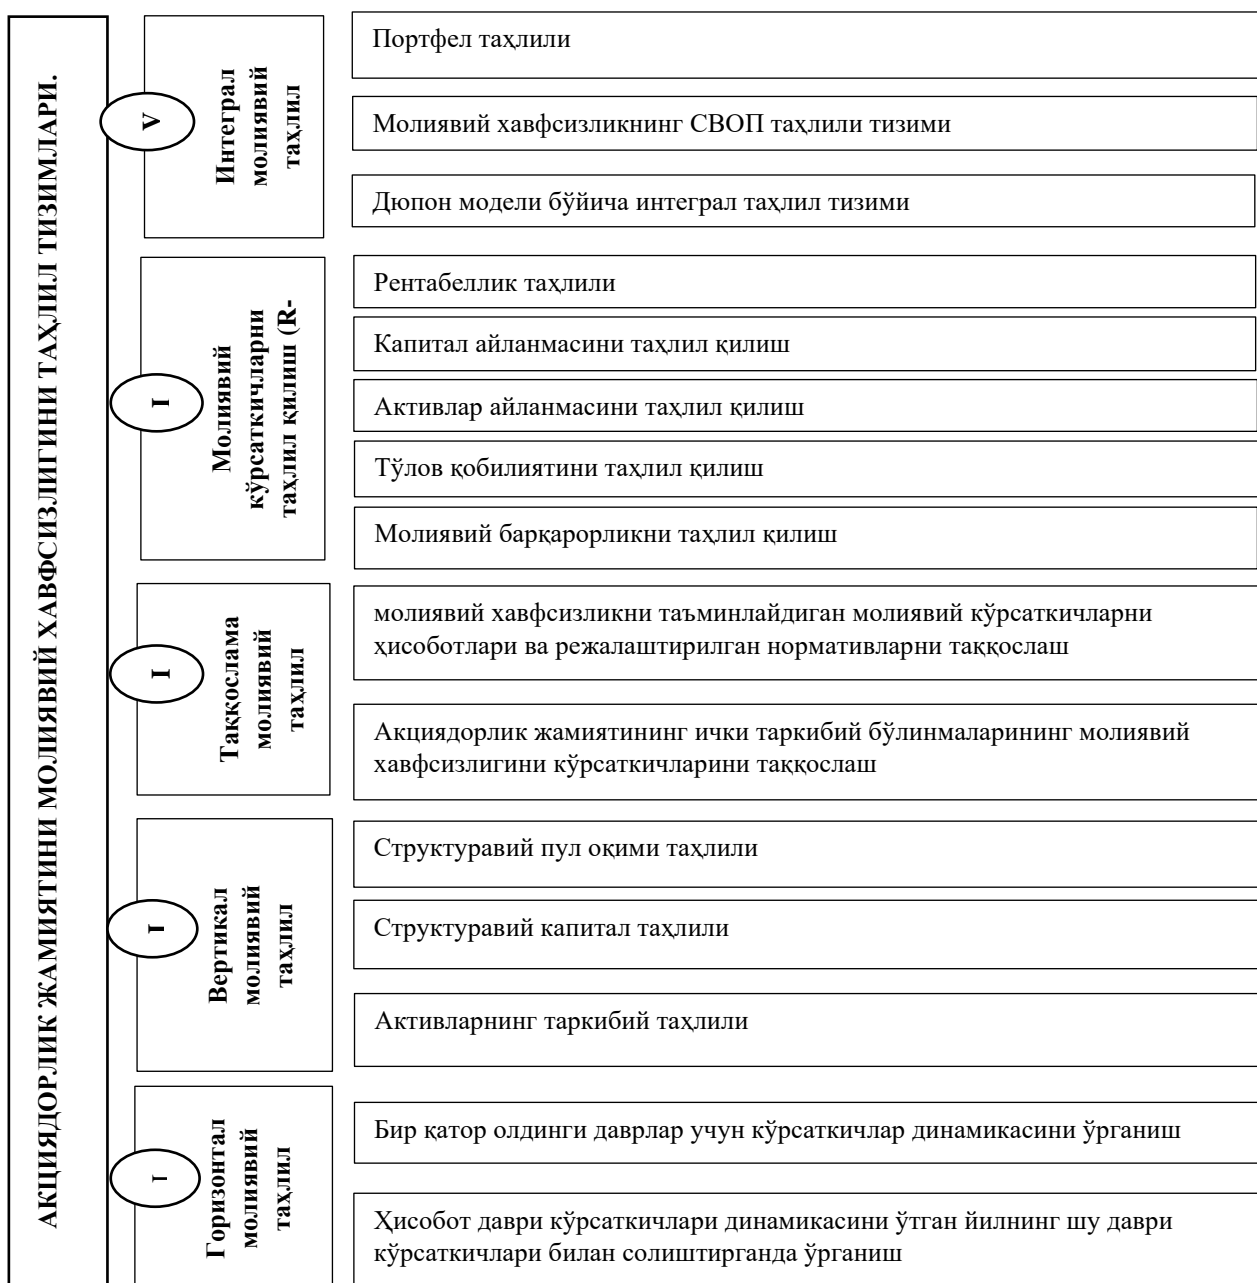 АКЦИЯДОРЛИК ЖАМИЯТИНИ МОЛИЯВИЙ ХАВФСИЗЛИГИНИ ТАҲЛИЛ ТИЗИМЛАРИ.
V
Интеграл
молиявий
таҳлил
Портфел таҳлили
Молиявий хавфсизликнинг СВОП таҳлили тизими
Дюпон модели бўйича интеграл таҳлил тизими
I
Молиявий
кўрсаткичларни
таҳлил қилиш (R-
Рентабеллик таҳлили
Капитал айланмасини таҳлил қилиш
Активлар айланмасини таҳлил қилиш
Тўлов қобилиятини таҳлил қилиш
Молиявий барқарорликни таҳлил қилиш
I
Таққослама
молиявий
таҳлил
молиявий хавфсизликни таъминлайдиган молиявий кўрсаткичларни
ҳисоботлари ва режалаштирилган нормативларни таққослаш
Акциядорлик жамиятининг ички таркибий бўлинмаларининг молиявий
хавфсизлигини кўрсаткичларини таққослаш
I
Вертикал
молиявий
таҳлил
Структуравий пул оқими таҳлили
Структуравий капитал таҳлили
Активларнинг таркибий таҳлили
I
Горизонтал
молиявий
таҳлил
Бир қатор олдинги даврлар учун кўрсаткичлар динамикасини ўрганиш
Ҳисобот даври кўрсаткичлари динамикасини ўтган йилнинг шу даври
кўрсаткичлари билан солиштирганда ўрганиш